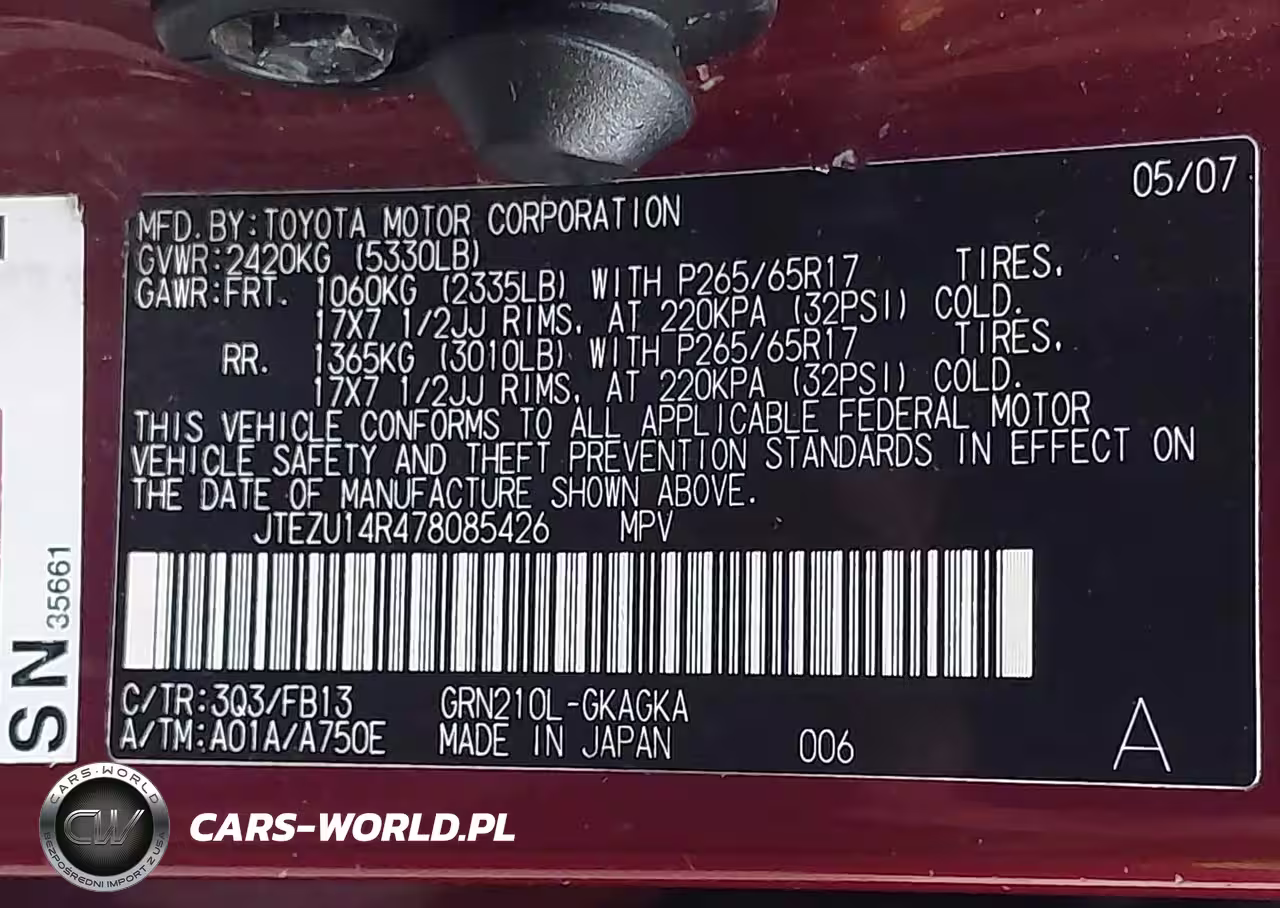 05/07
MFD. BY: TOYOTA MOTOR CORPORATION
GVWR: 2420KG (5330LB)
GAWR: FRT. 1060KG (2335LB) WITH P265/65R17 TIRES,
17X7 1/2JJ RIMS, AT 220KPA (32PSI) COLD.
RR. 1365KG (3010LB) WITH P265/65R17 TIRES,
17X7 1/2JJ RIMS, AT 220KPA (32PSI) COLD.
THIS VEHICLE CONFORMS TO ALL APPLICABLE FEDERAL MOTOR
VEHICLE SAFETY AND THEFT PREVENTION STANDARDS IN EFFECT ON
THE DATE OF MANUFACTURE SHOWN ABOVE.
JTEZU14R478085426 MPV
C/TR: 3Q3/FB13 GRN210L-GKAGKA
A/TM: A01A/A750E MADE IN JAPAN 006 A
SN 35661
CARS-WORLD
CW
BEZPOŚREDNI IMPORT Z USA
CARS-WORLD.PL